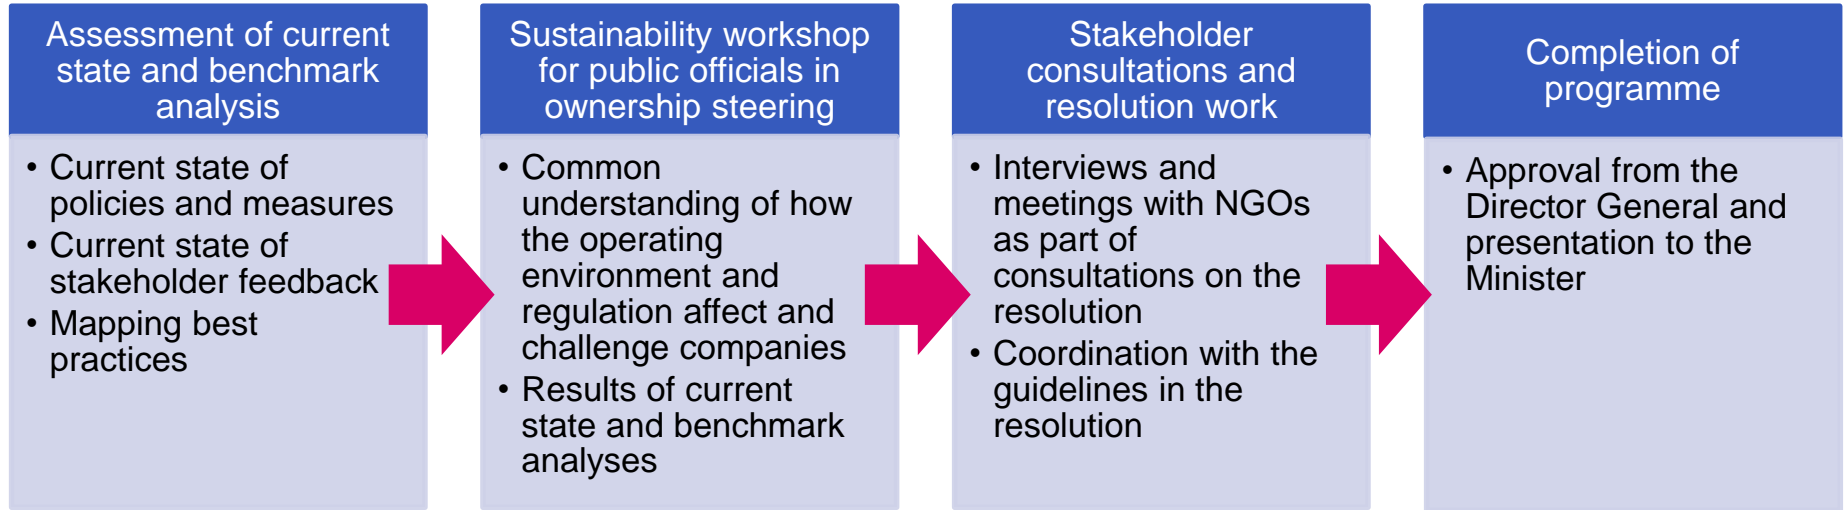 Assessment of current
state and benchmark
analysis
• Current state of
policies and measures
• Current state of
stakeholder feedback
• Mapping best
practices
Sustainability workshop
for public officials in
ownership steering
• Common
understanding of how
the operating
environment and
regulation affect and
challenge companies
• Results of current
state and benchmark
analyses
Stakeholder
consultations and
resolution work
• Interviews and
meetings with NGOs
as part of
consultations on the
resolution
• Coordination with the
guidelines in the
resolution
Completion of
programme
• Approval from the
Director General and
presentation to the
Minister